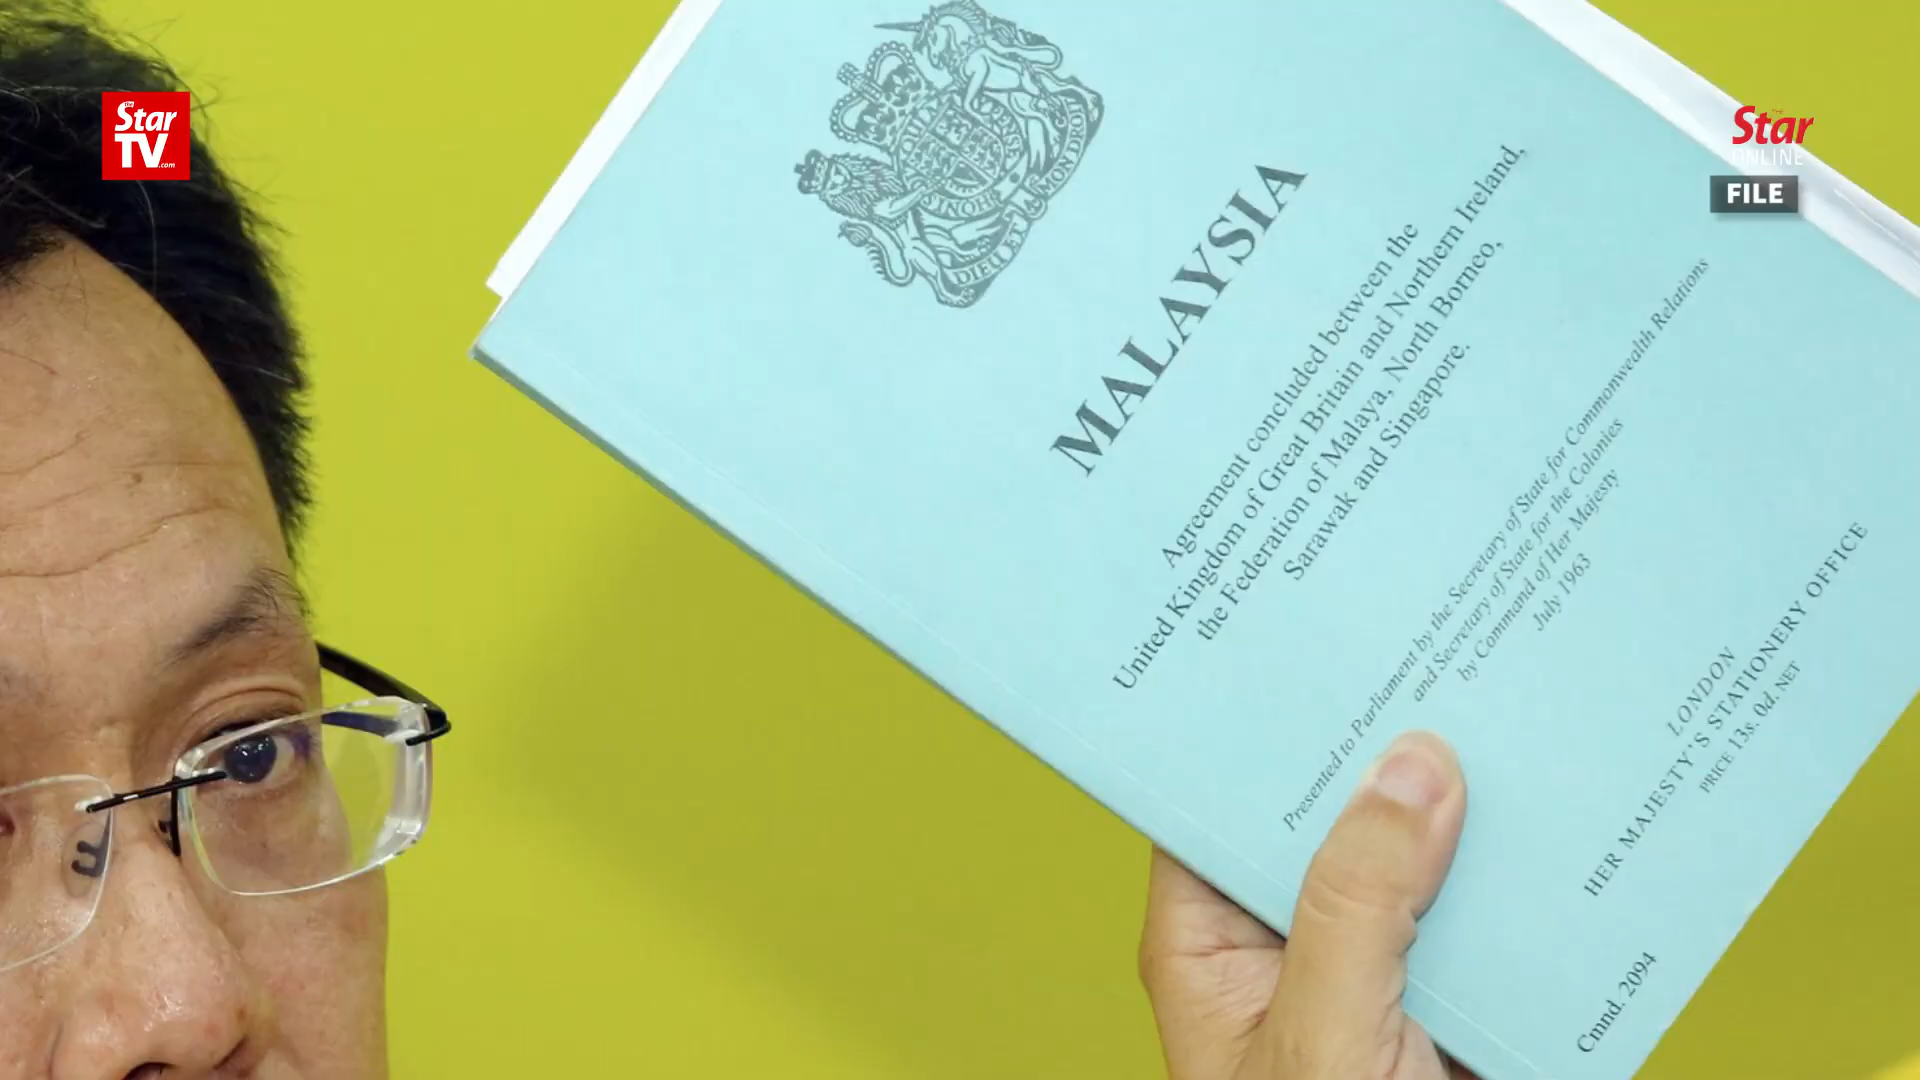 The
Star
TV
.com
Star
ONLINE
FILE
DIEU ET
MON DROIT
MALAYSIA
Agreement concluded between the
United Kingdom of Great Britain and Northern Ireland,
the Federation of Malaya, North Borneo,
Sarawak and Singapore.
Presented to Parliament by the Secretary of State for Commonwealth Relations
and Secretary of State for the Colonies
by Command of Her Majesty
July 1963
LONDON
HER MAJESTY'S STATIONERY OFFICE
PRICE 13s. 0d. NET
Cmnd. 2094